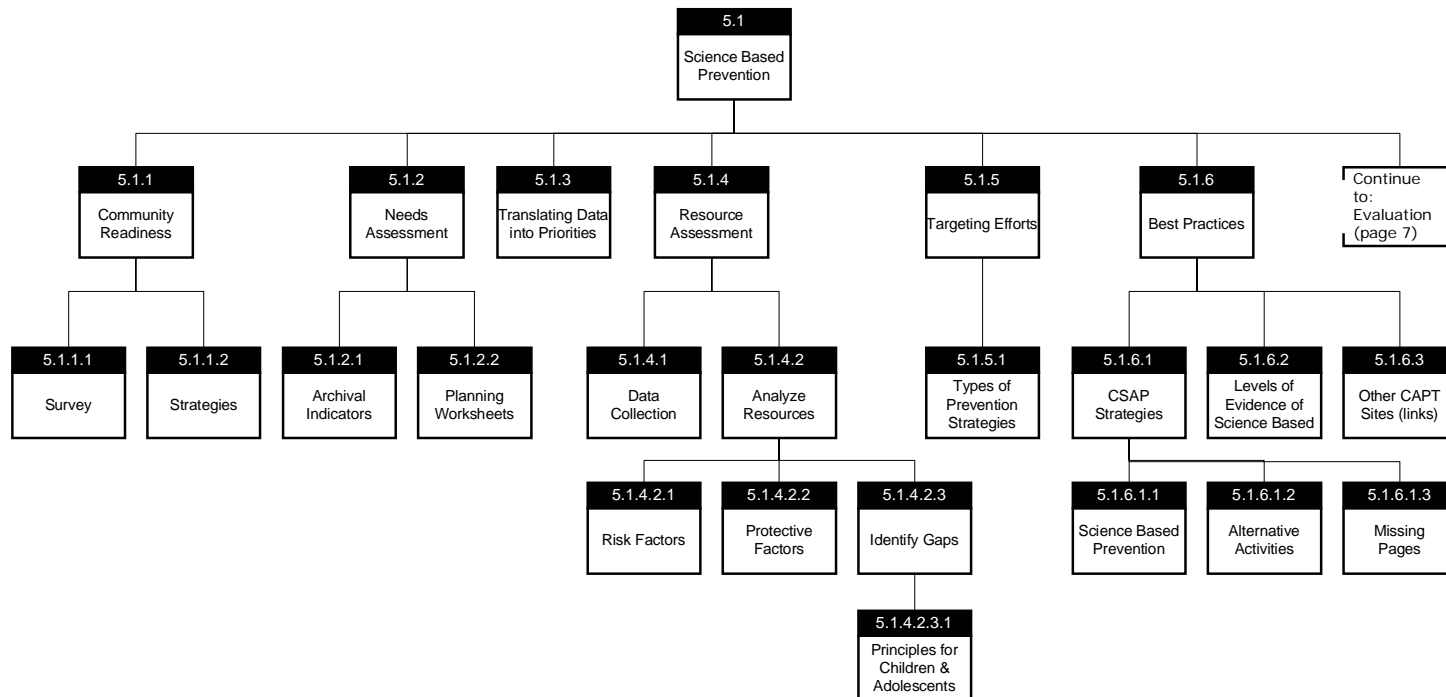 5.1
Science Based
Prevention
5.1.1
Community
Readiness
5.1.2
Needs
Assessment
5.1.3
Translating Data
into Priorities
5.1.4
Resource
Assessment
5.1.5
Targeting Efforts
5.1.6
Best Practices
Continue
to:
Evaluation
(page 7)
5.1.1.1
Survey
5.1.1.2
Strategies
5.1.2.1
Archival
Indicators
5.1.2.2
Planning
Worksheets
5.1.4.1
Data
Collection
5.1.4.2
Analyze
Resources
5.1.5.1
Types of
Prevention
Strategies
5.1.6.1
CSAP
Strategies
5.1.6.2
Levels of
Evidence of
Science Based
5.1.6.3
Other CAPT
Sites (links)
5.1.4.2.1
Risk Factors
5.1.4.2.2
Protective
Factors
5.1.4.2.3
Identify Gaps
5.1.6.1.1
Science Based
Prevention
5.1.6.1.2
Alternative
Activities
5.1.6.1.3
Missing
Pages
5.1.4.2.3.1
Principles for
Children &
Adolescents